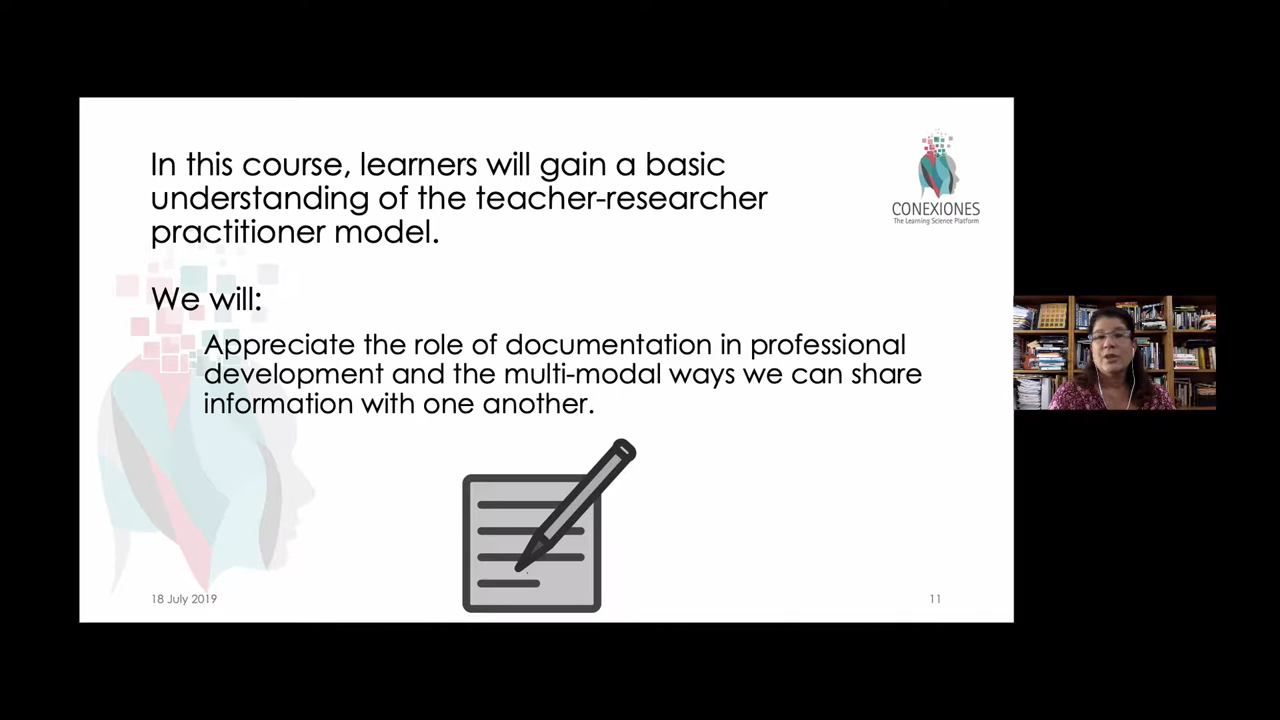 In this course, learners will gain a basic
understanding of the teacher-researcher
practitioner model.
CONEXIONES
The Learning Science Platform
We will:
Appreciate the role of documentation in professional
development and the multi-modal ways we can share
information with one another.
18 July 2019
11